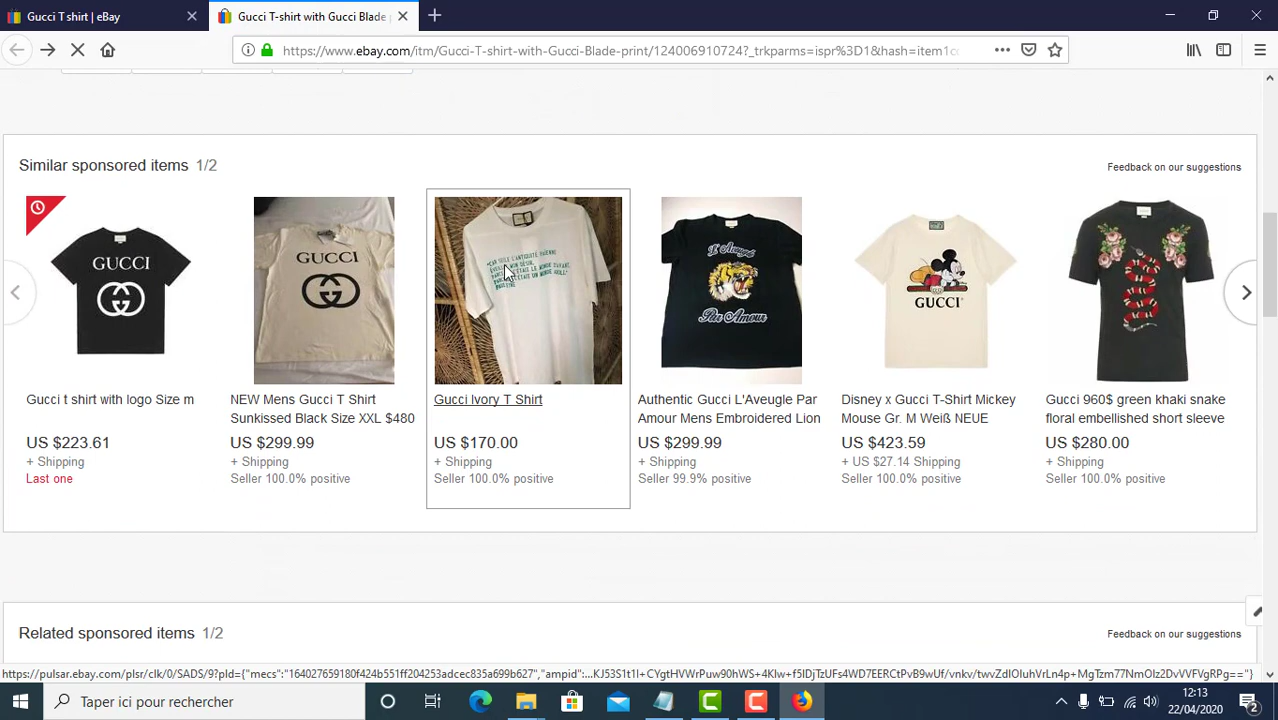 Gucci T shirt | eBay
Gucci T-shirt with Gucci Blade
https://www.ebay.com/itm/Gucci-T-shirt-with-Gucci-Blade-print/124006910724?_trkparms=ispr%3D1&hash=item1c
Similar sponsored items 1/2
Feedback on our suggestions
GUCCI
GUCCI
L'Aveugle
Par Amour
GUCCI
Gucci t shirt with logo Size m
US $223.61
+ Shipping
Last one
NEW Mens Gucci T Shirt
Sunkissed Black Size XXL $480
US $299.99
+ Shipping
Seller 100.0% positive
Gucci Ivory T Shirt
US $170.00
+ Shipping
Seller 100.0% positive
Authentic Gucci L'Aveugle Par
Amour Mens Embroidered Lion
US $299.99
+ Shipping
Seller 99.9% positive
Disney x Gucci T-Shirt Mickey
Mouse Gr. M Weiß NEUE
US $423.59
+ US $27.14 Shipping
Seller 100.0% positive
Gucci 960$ green khaki snake
floral embellished short sleeve
US $280.00
+ Shipping
Seller 100.0% positive
Related sponsored items 1/2
Feedback on our suggestions
Taper ici pour rechercher
12:13
22/04/2020
2